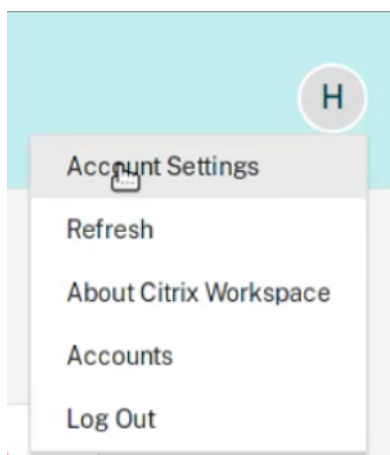 H
Account Settings
Refresh
About Citrix Workspace
Accounts
Log Out